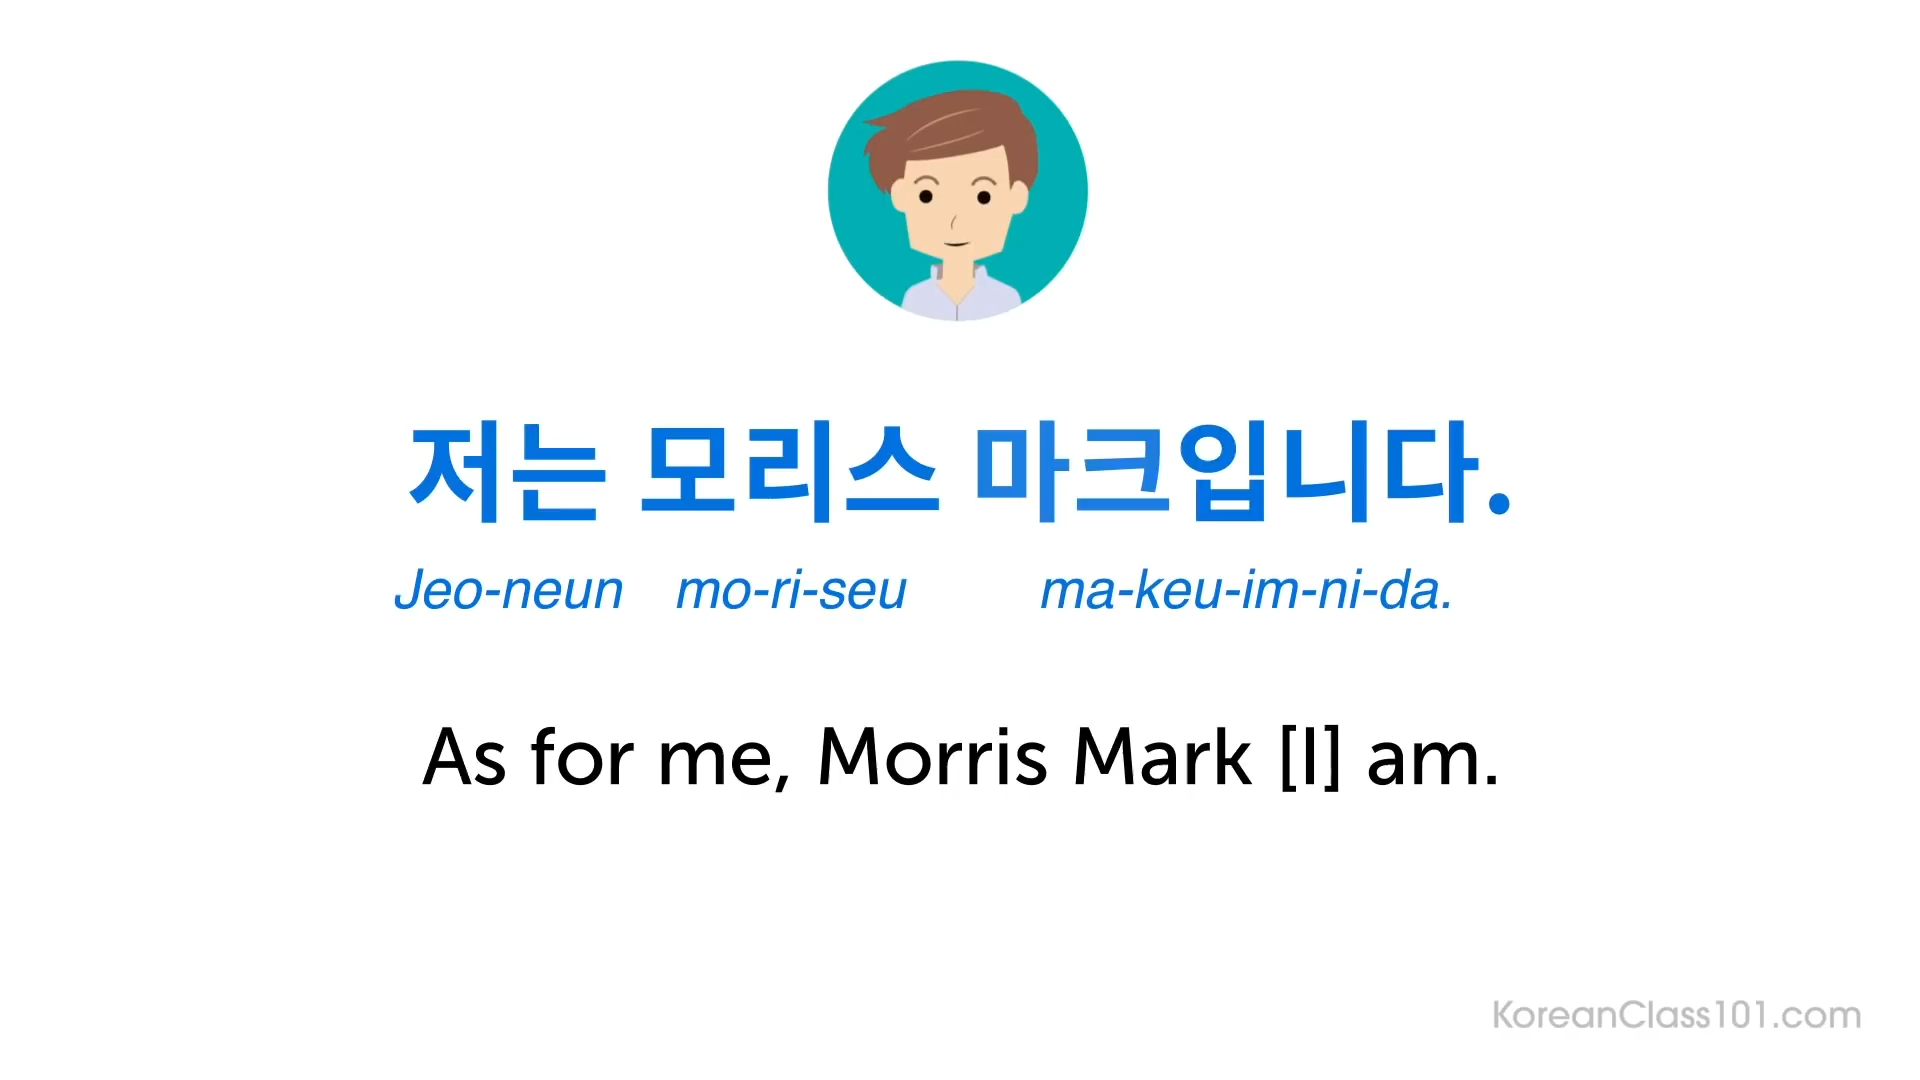 저는 모리스 마크입니다.
Jeo-neun mo-ri-seu ma-keu-im-ni-da.
As for me, Morris Mark [I] am.
KoreanClass101.com